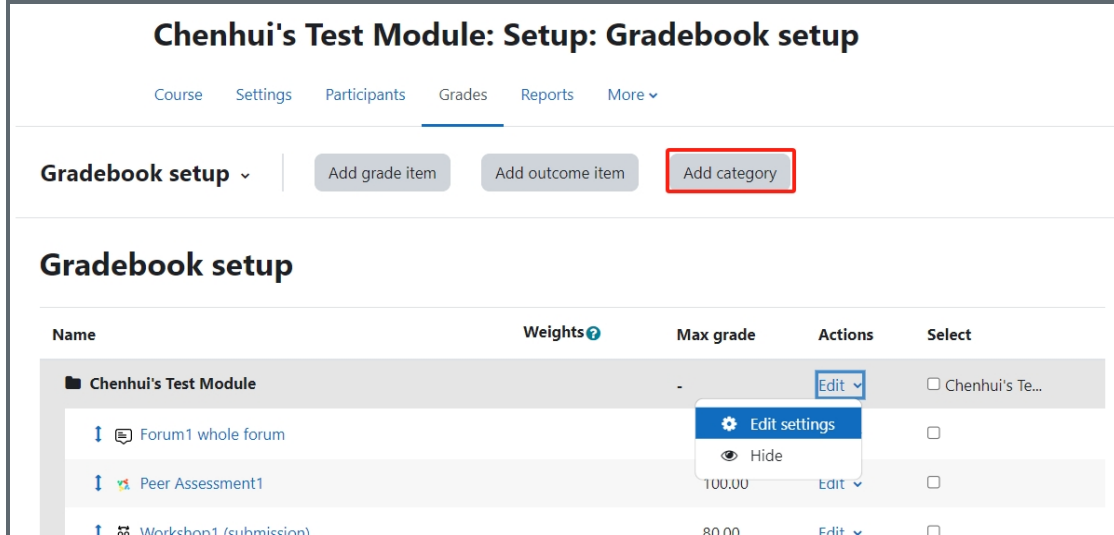 Chenhui's Test Module: Setup: Gradebook setup
Course Settings Participants Grades Reports More
Gradebook setup Add grade item Add outcome item Add category
Gradebook setup
Name Weights Max grade Actions Select
Chenhui's Test Module - Edit Chenhui's Te...
Edit settings
Forum1 whole forum
Hide
Peer Assessment1 100.00 Edit
Workshop1 (submission) 80.00 Edit